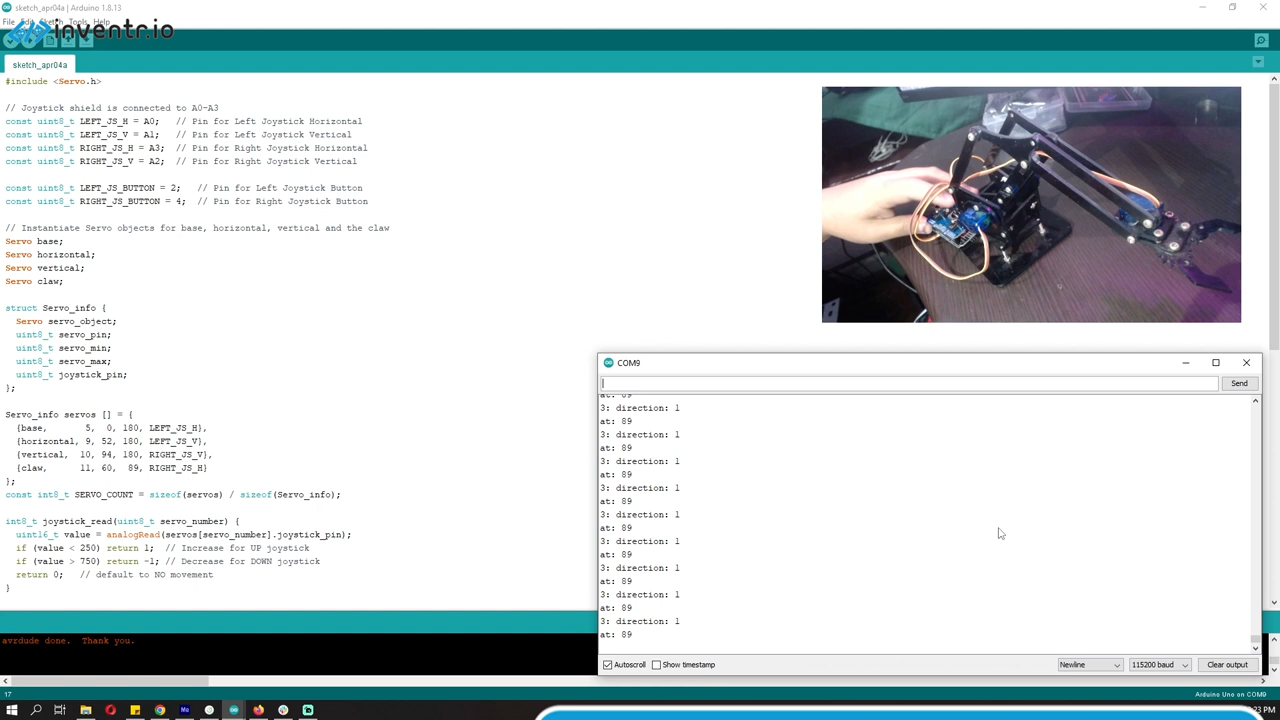 sketch_apr04a | Arduino 1.8.13
File Edit Sketch Tools Help
inventr.io
sketch_apr04a
#include <Servo.h>
// Joystick shield is connected to A0-A3
const uint8_t LEFT_JS_H = A0;   // Pin for Left Joystick Horizontal
const uint8_t LEFT_JS_V = A1;   // Pin for Left Joystick Vertical
const uint8_t RIGHT_JS_H = A3;  // Pin for Right Joystick Horizontal
const uint8_t RIGHT_JS_V = A2;  // Pin for Right Joystick Vertical
const uint8_t LEFT_JS_BUTTON = 2;   // Pin for Left Joystick Button
const uint8_t RIGHT_JS_BUTTON = 4;  // Pin for Right Joystick Button
// Instantiate Servo objects for base, horizontal, vertical and the claw
Servo base;
Servo horizontal;
Servo vertical;
Servo claw;
struct Servo_info {
  Servo servo_object;
  uint8_t servo_pin;
  uint8_t servo_min;
  uint8_t servo_max;
  uint8_t joystick_pin;
};
Servo_info servos [] = {
  {base,       5,  0, 180, LEFT_JS_H},
  {horizontal, 9, 52, 180, LEFT_JS_V},
  {vertical,  10, 94, 180, RIGHT_JS_V},
  {claw,      11, 60,  89, RIGHT_JS_H}
};
const int8_t SERVO_COUNT = sizeof(servos) / sizeof(Servo_info);
int8_t joystick_read(uint8_t servo_number) {
  uint16_t value = analogRead(servos[servo_number].joystick_pin);
  if (value < 250) return 1;  // Increase for UP joystick
  if (value > 750) return -1; // Decrease for DOWN joystick
  return 0;  // default to NO movement
}
avrdude done.  Thank you.
COM9
Send
at: 89
3: direction: 1
at: 89
3: direction: 1
at: 89
3: direction: 1
at: 89
3: direction: 1
at: 89
3: direction: 1
at: 89
3: direction: 1
at: 89
3: direction: 1
at: 89
3: direction: 1
at: 89
3: direction: 1
at: 89
Autoscroll Show timestamp Newline 115200 baud Clear output
17
Arduino Uno on COM9
:23 PM